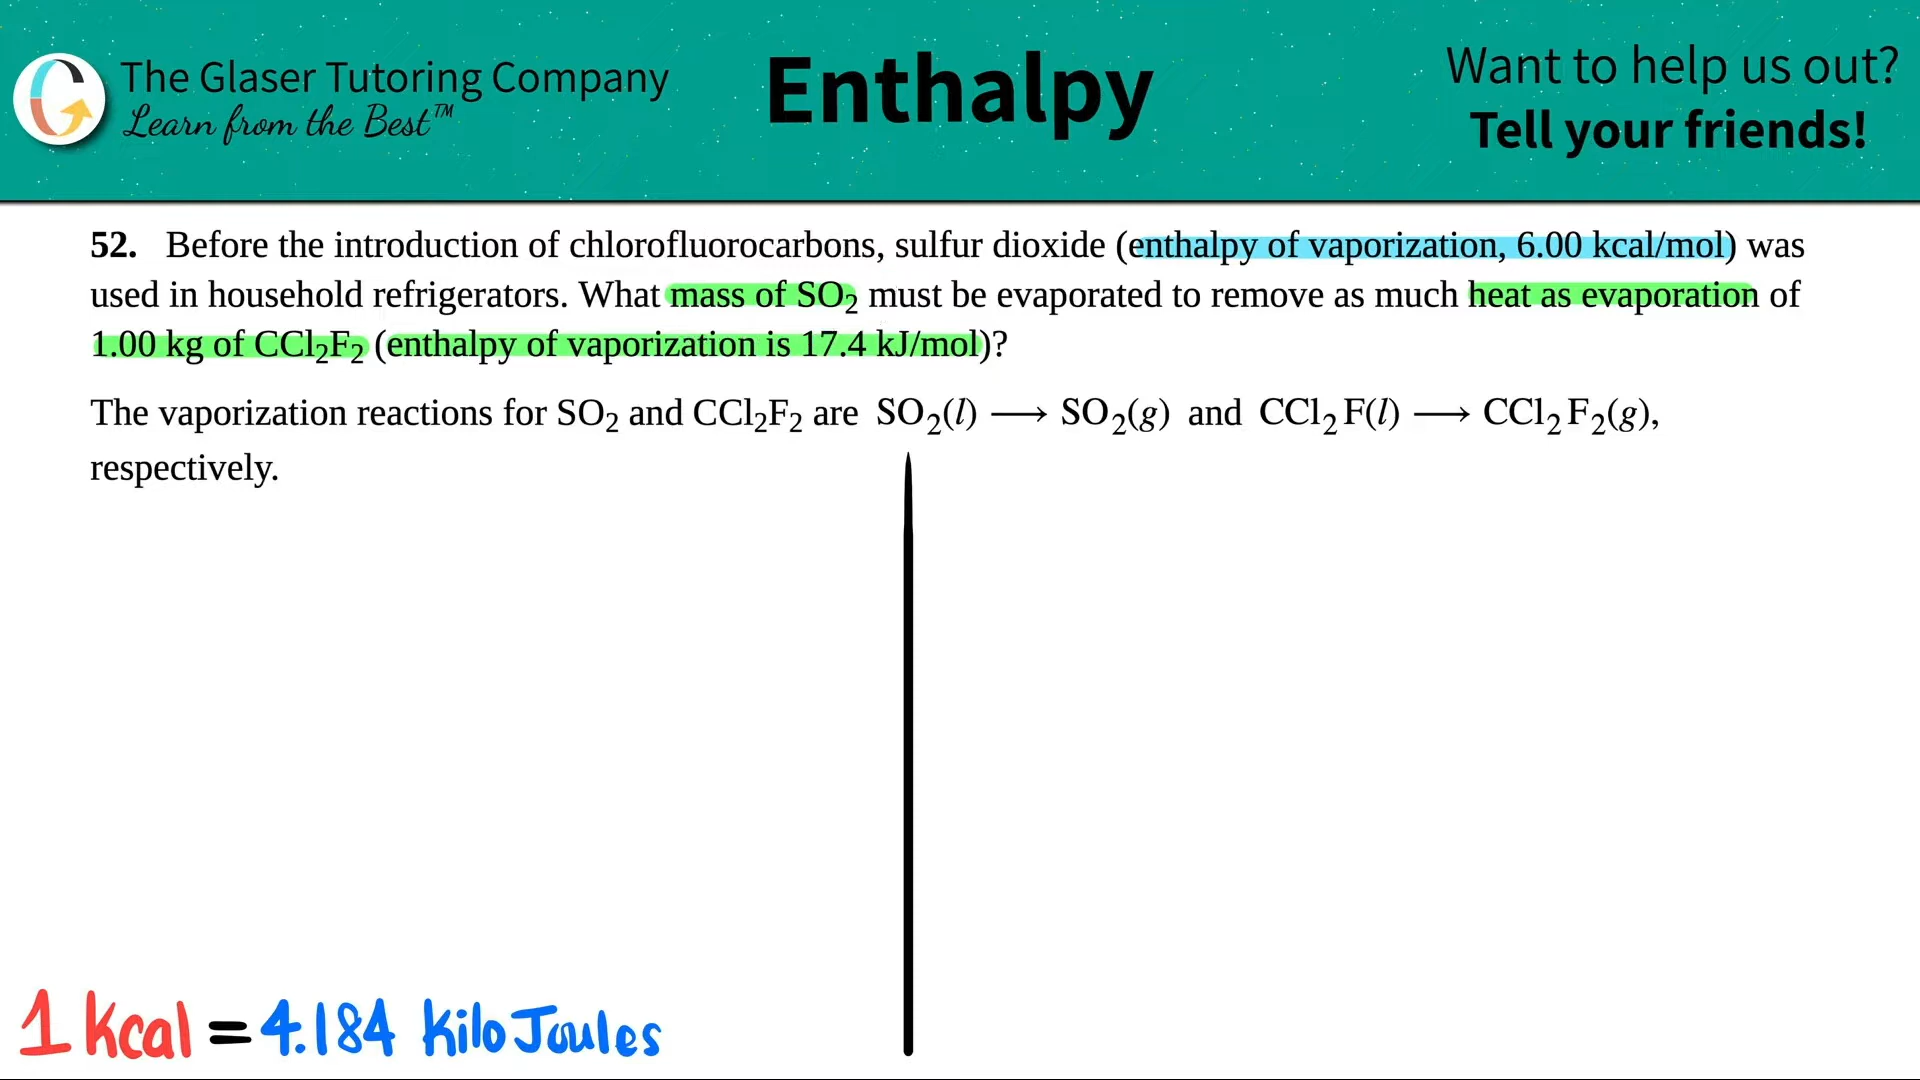 The Glaser Tutoring Company
Learn from the Best™
Enthalpy
Want to help us out?
Tell your friends!
52. Before the introduction of chlorofluorocarbons, sulfur dioxide (enthalpy of vaporization, 6.00 kcal/mol) was
used in household refrigerators. What mass of SO₂ must be evaporated to remove as much heat as evaporation of
1.00 kg of CCl₂F₂ (enthalpy of vaporization is 17.4 kJ/mol)?
The vaporization reactions for SO₂ and CCl₂F₂ are SO₂(l) ⟶ SO₂(g) and CCl₂F(l) ⟶ CCl₂F₂(g),
respectively.
1 kcal = 4.184 kiloJoules